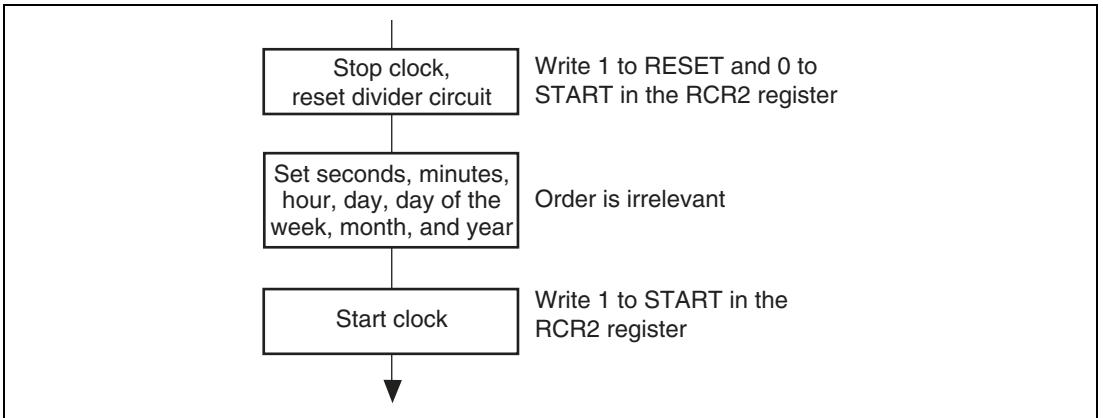 Stop clock,
reset divider circuit
Write 1 to RESET and 0 to
START in the RCR2 register
Set seconds, minutes,
hour, day, day of the
week, month, and year
Order is irrelevant
Start clock
Write 1 to START in the
RCR2 register